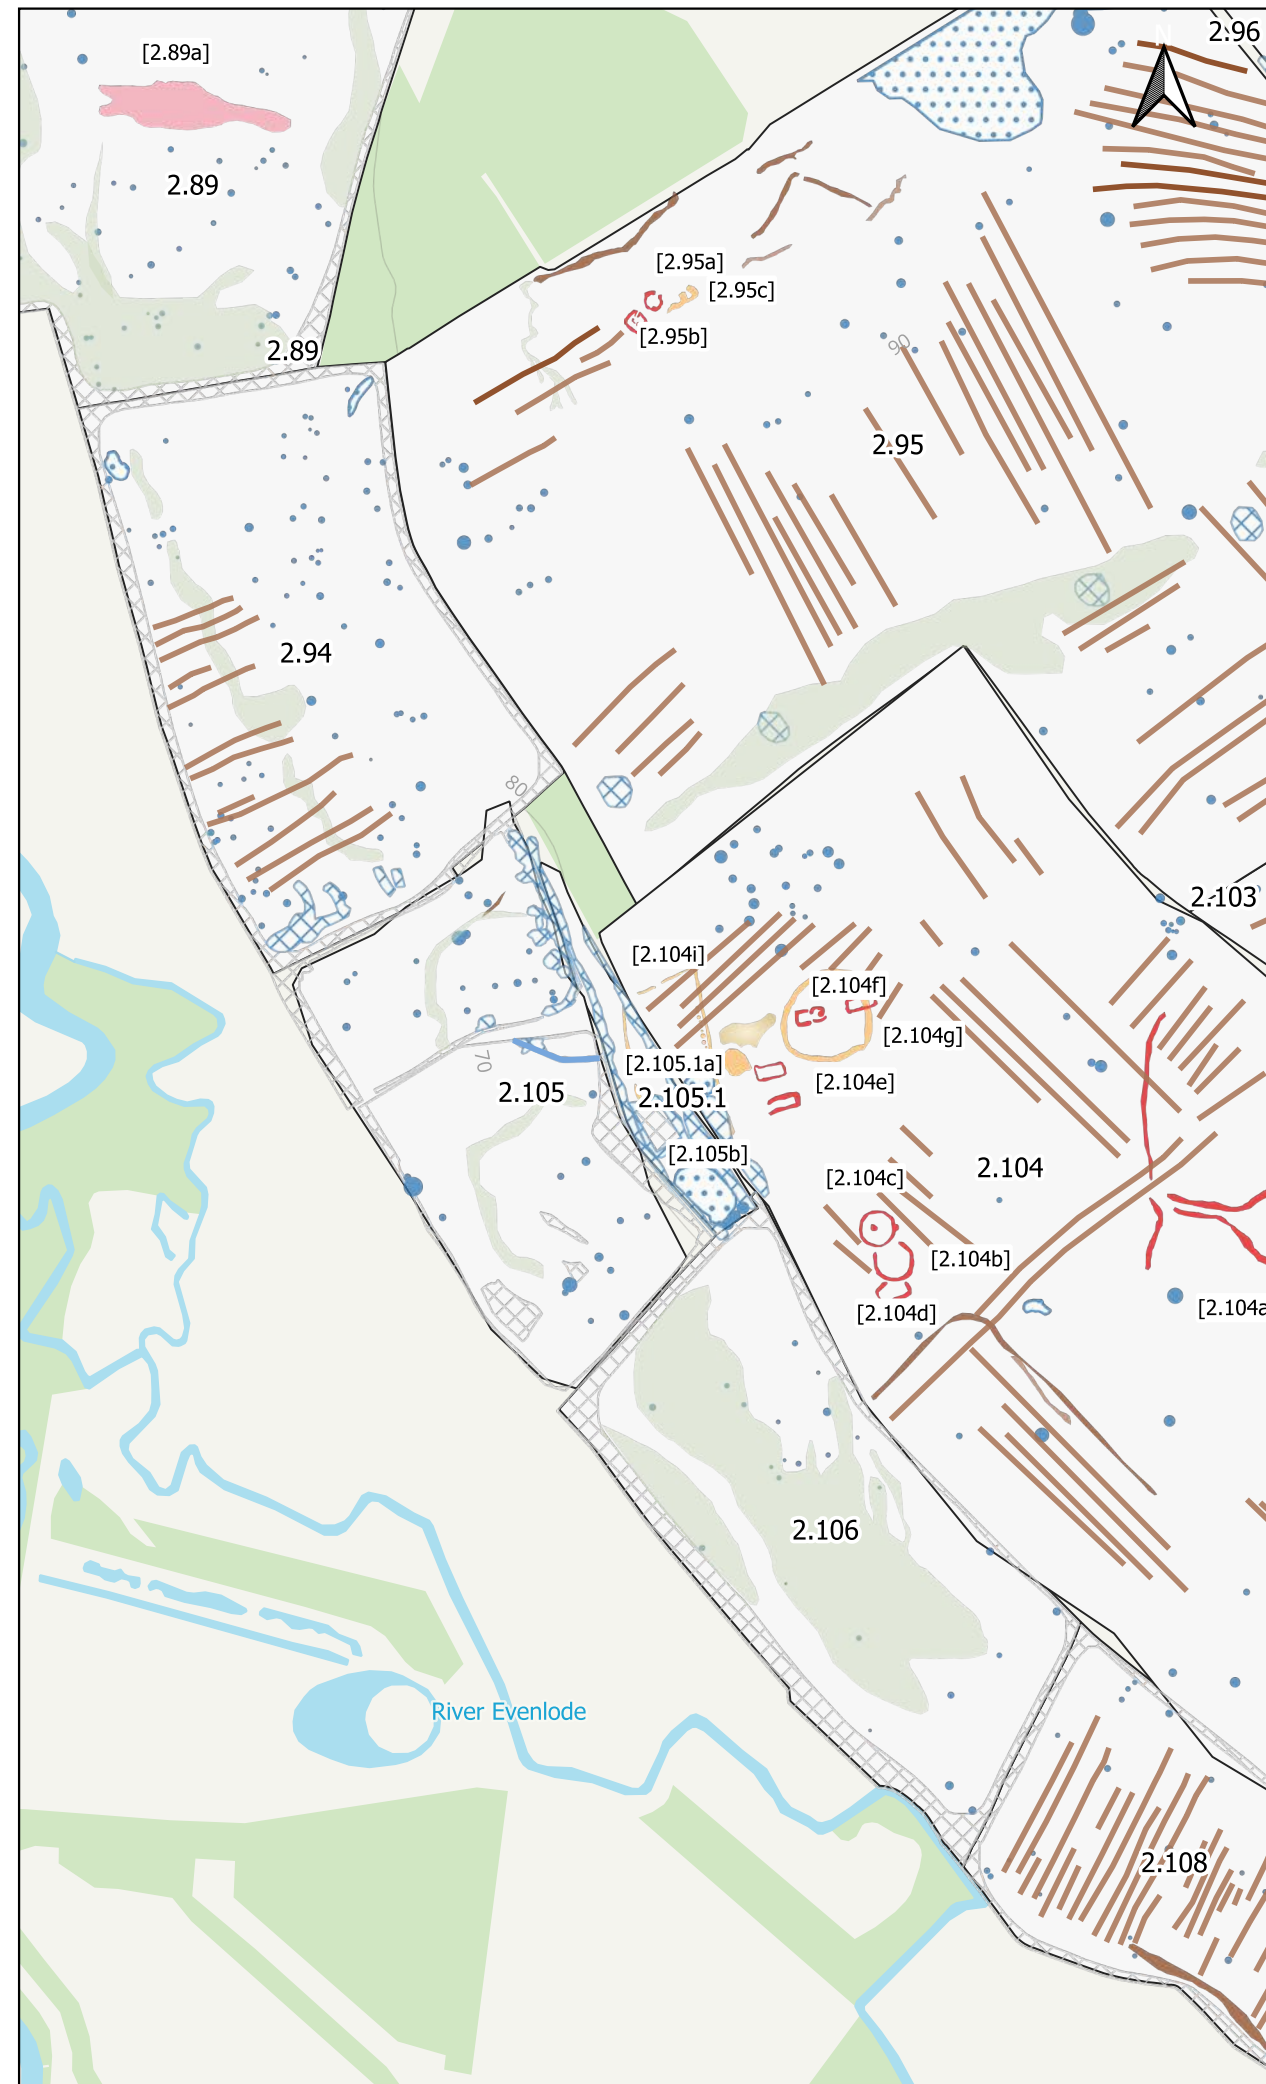 2.96
N
[2.89a]
2.89
[2.95a]
[2.95c]
[2.95b]
90
2.89
2.95
2.94
80
2.103
[2.104i]
[2.104f]
[2.104g]
70
[2.105.1a]
[2.104e]
2.105
2.105.1
[2.105b]
2.104
[2.104c]
[2.104b]
[2.104d]
[2.104a
2.106
River Evenlode
2.108